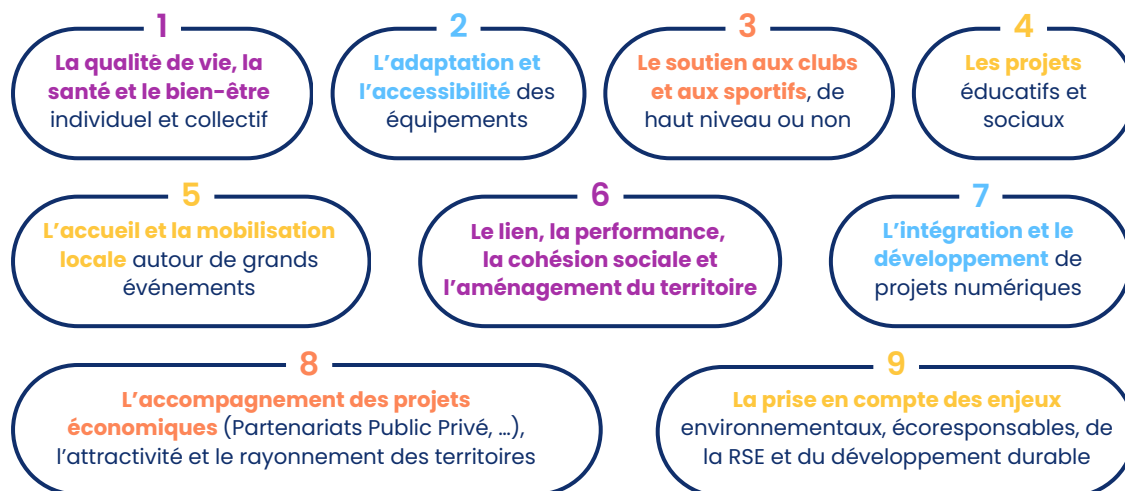 1
La qualité de vie, la
santé et le bien-être
individuel et collectif
2
L'adaptation et
l'accessibilité des
équipements
3
Le soutien aux clubs
et aux sportifs, de
haut niveau ou non
4
Les projets
éducatifs et
sociaux
5
L'accueil et la mobilisation
locale autour de grands
événements
6
Le lien, la performance,
la cohésion sociale et
l'aménagement du territoire
7
L'intégration et le
développement de
projets numériques
8
L'accompagnement des projets
économiques (Partenariats Public Privé, …),
l'attractivité et le rayonnement des territoires
9
La prise en compte des enjeux
environnementaux, écoresponsables, de
la RSE et du développement durable